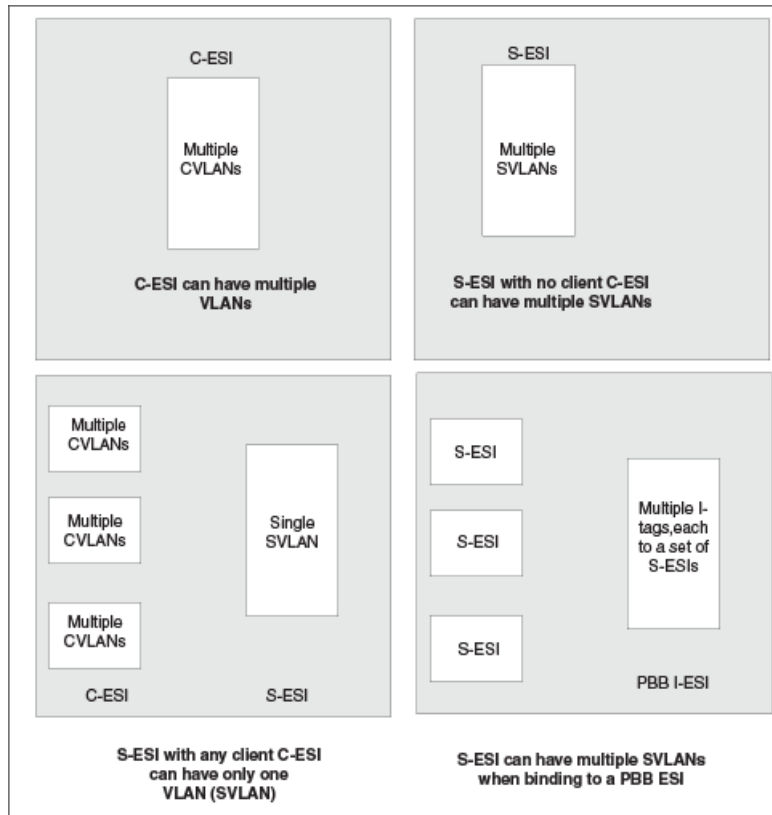 C-ESI
Multiple
CVLANs
C-ESI can have multiple
VLANs
S-ESI
Multiple
SVLANs
S-ESI with no client C-ESI
can have multiple SVLANs
Multiple
CVLANs
Multiple
CVLANs
Multiple
CVLANs
C-ESI
Single
SVLAN
S-ESI
S-ESI with any client C-ESI
can have only one
VLAN (SVLAN)
S-ESI
S-ESI
S-ESI
Multiple I-
tags,each
to a set of
S-ESIs
PBB I-ESI
S-ESI can have multiple SVLANs
when binding to a PBB ESI